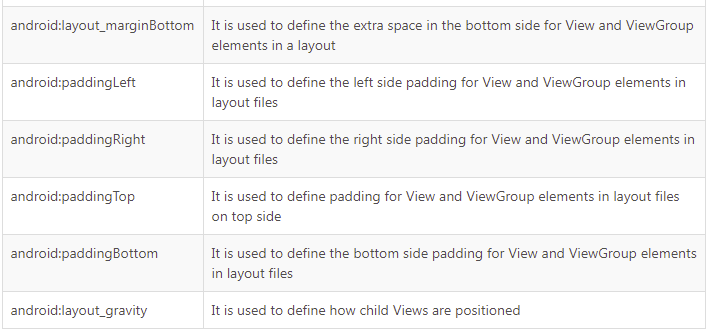 android:layout_marginBottom It is used to define the extra space in the bottom side for View and ViewGroup
elements in a layout
android:paddingLeft It is used to define the left side padding for View and ViewGroup elements in
layout files
android:paddingRight It is used to define the right side padding for View and ViewGroup elements in
layout files
android:paddingTop It is used to define padding for View and ViewGroup elements in layout files
on top side
android:paddingBottom It is used to define the bottom side padding for View and ViewGroup elements
in layout files
android:layout_gravity It is used to define how child Views are positioned